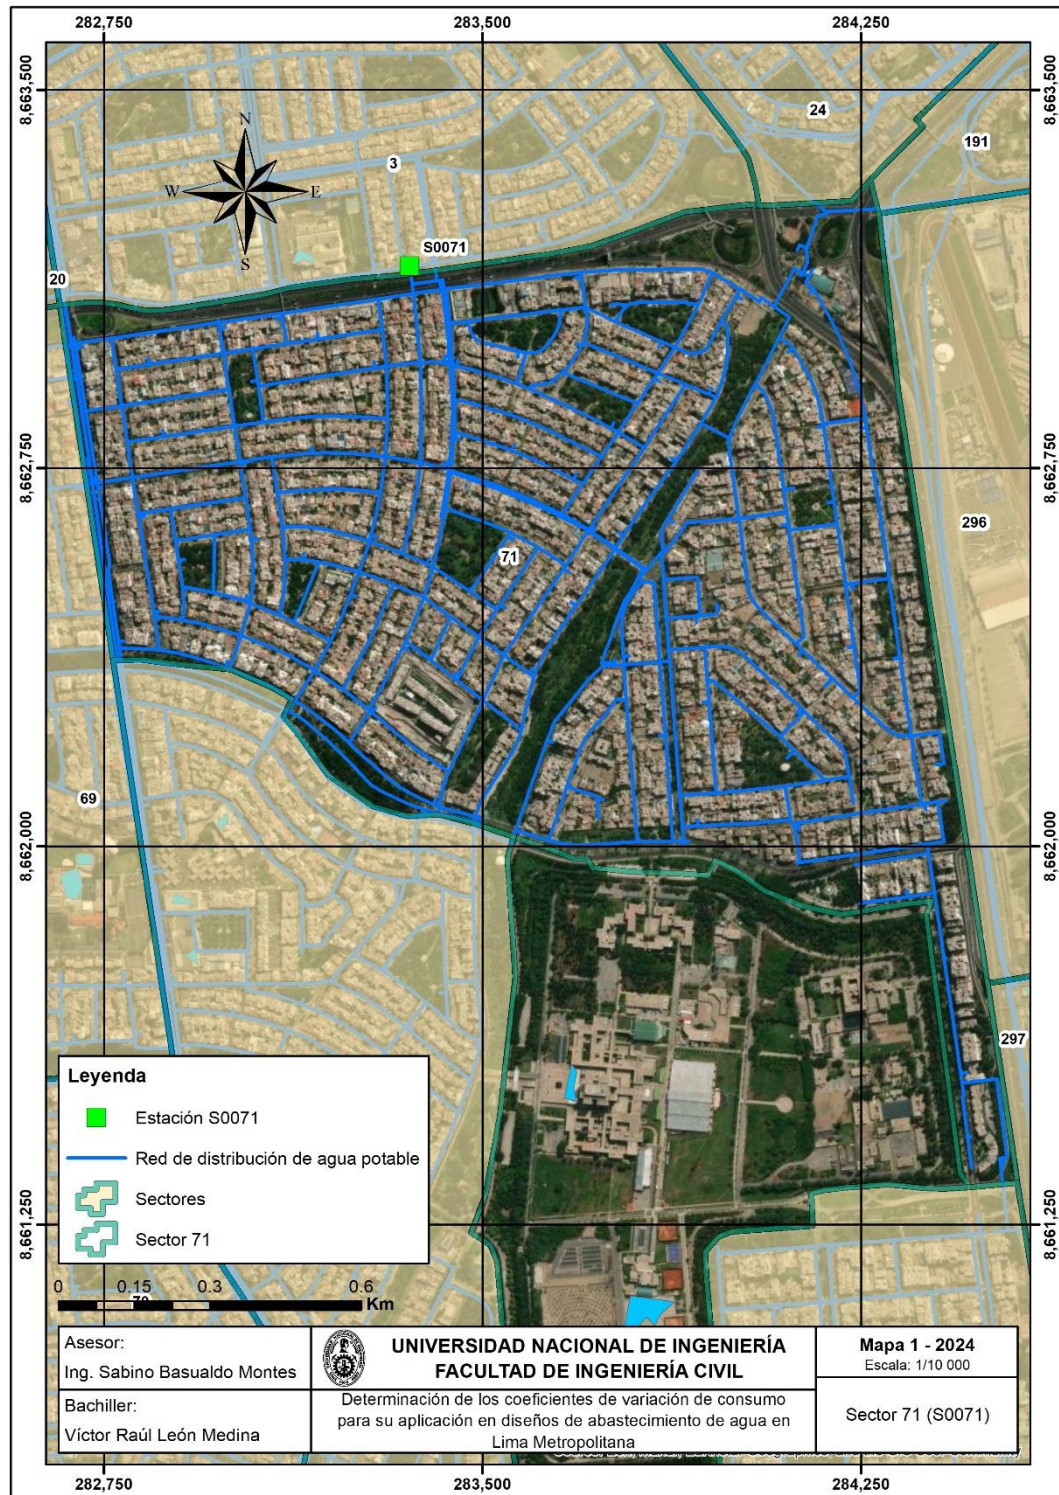 282,750
283,500
284,250
8,663,500
8,663,500
24
191
3
N
W
E
S
S0071
20
8,662,750
8,662,750
296
71
69
8,662,000
8,662,000
297
Leyenda
Estación S0071
Red de distribución de agua potable
Sectores
Sector 71
8,661,250
8,661,250
0 0.15 0.3 0.6
Km
Asesor:
Ing. Sabino Basualdo Montes
Bachiller:
Víctor Raúl León Medina
UNIVERSIDAD NACIONAL DE INGENIERÍA
FACULTAD DE INGENIERÍA CIVIL
Determinación de los coeficientes de variación de consumo
para su aplicación en diseños de abastecimiento de agua en
Lima Metropolitana
Mapa 1 - 2024
Escala: 1/10 000
Sector 71 (S0071)
282,750
283,500
284,250